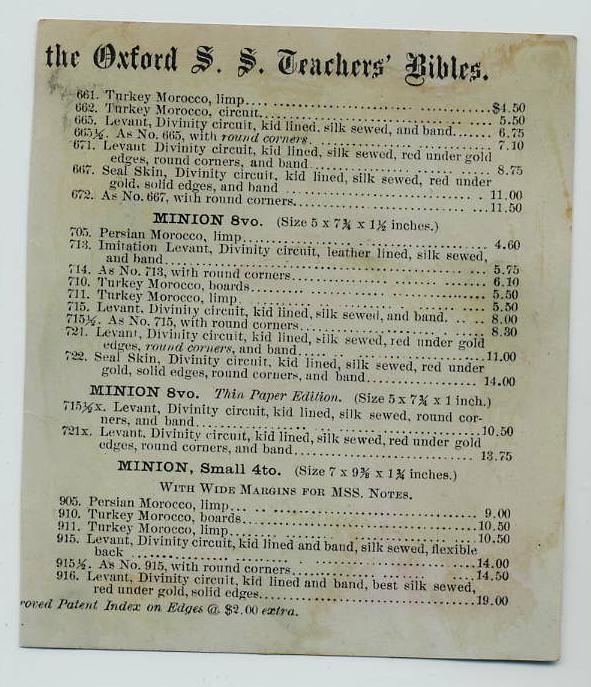 the Oxford S. S. Teachers' Bibles.
661. Turkey Morocco, limp....................$4.50
662. Turkey Morocco, circuit.................... 5.50
665. Levant, Divinity circuit, kid lined, silk sewed, and band....... 6.75
665½. As No. 665, with round corners.................... 7.10
671. Levant Divinity circuit, kid lined, silk sewed, red under gold
edges, round corners, and band.................... 8.75
667. Seal Skin, Divinity circuit, kid lined, silk sewed, red under
gold, solid edges, and band.................... 11.00
672. As No. 667, with round corners....................11.50
MINION 8vo. (Size 5 x 7¾ x 1½ inches.)
705. Persian Morocco, limp.................... 4.60
713. Imitation Levant, Divinity circuit, leather lined, silk sewed,
and band.................... 5.75
714. As No. 713, with round corners.................... 6.10
710. Turkey Morocco, boards.................... 5.50
711. Turkey Morocco, limp.................... 5.50
715. Levant, Divinity circuit, kid lined, silk sewed, and band. .... 8.00
715½. As No. 715, with round corners.................... 8.30
721. Levant, Divinity circuit, kid lined, silk sewed, red under gold
edges, round corners, and band....................11.00
722. Seal Skin, Divinity circuit, kid lined, silk sewed, red under
gold, solid edges, round corners, and band.................... 14.00
MINION 8vo. Thin Paper Edition. (Size 5 x 7¾ x 1 inch.)
715½x. Levant, Divinity circuit, kid lined, silk sewed, round cor-
ners, and band....................10.50
721x. Levant, Divinity circuit, kid lined, silk sewed, red under gold
edges, round corners, and band.................... 13.75
MINION, Small 4to. (Size 7 x 9⅜ x 1¾ inches.)
WITH WIDE MARGINS FOR MSS. NOTES.
905. Persian Morocco, limp.................... 9.00
910. Turkey Morocco, boards....................10.50
911. Turkey Morocco, limp....................10.50
915. Levant, Divinity circuit, kid lined and band, silk sewed, flexible
back ....................14.00
915½. As No. 915, with round corners....................14.50
916. Levant, Divinity circuit, kid lined and band, best silk sewed,
red under gold, solid edges....................19.00
roved Patent Index on Edges @ $2.00 extra.